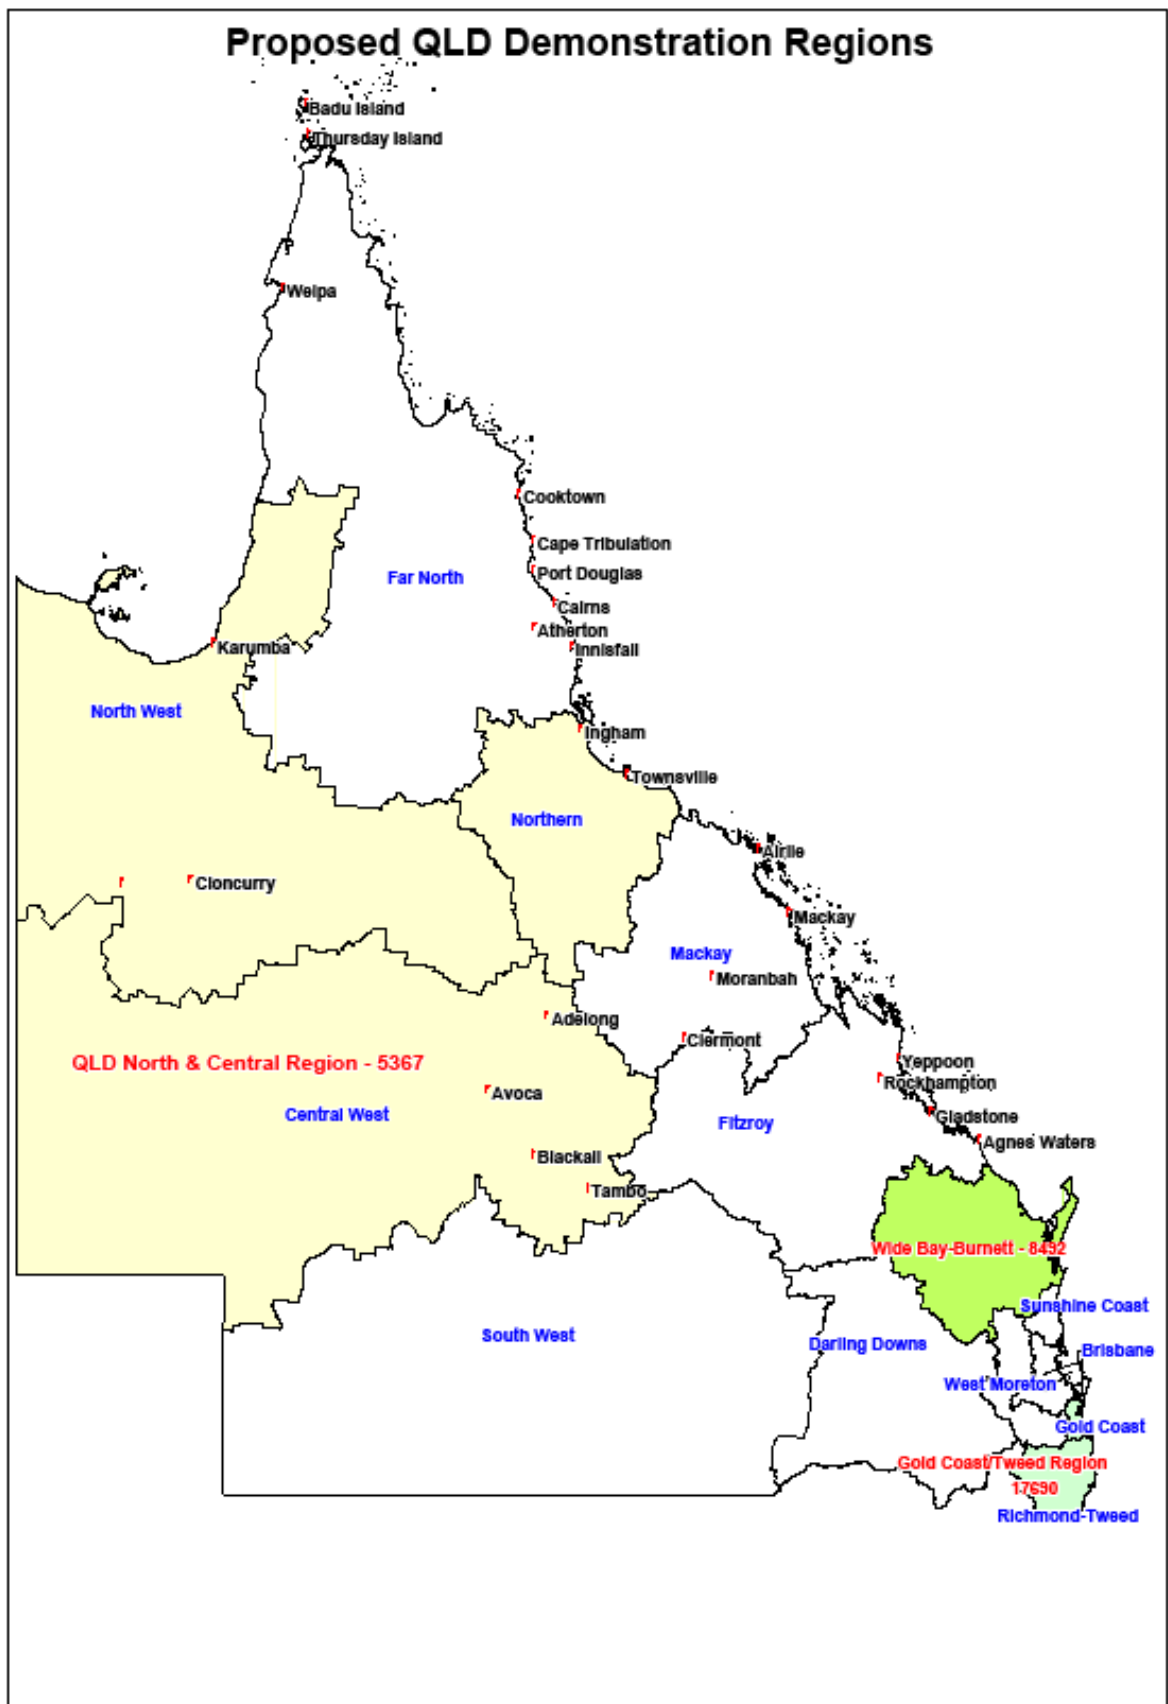 Proposed QLD Demonstration Regions
Badu Island
Thursday Island
Weipa
Cooktown
Cape Tribulation
Port Douglas
Far North
Cairns
Atherton
Innisfail
Karumba
North West
Ingham
Townsville
Northern
Airlie
Cloncurry
Mackay
Mackay
Moranbah
Adelong
Clermont
QLD North & Central Region - 5367
Yeppoon
Rockhampton
Avoca
Central West
Gladstone
Fitzroy
Agnes Waters
Blackall
Tambo
Wide Bay-Burnett - 8492
Sunshine Coast
South West
Darling Downs
Brisbane
West Moreton
Gold Coast
Gold Coast/Tweed Region
17690
Richmond-Tweed